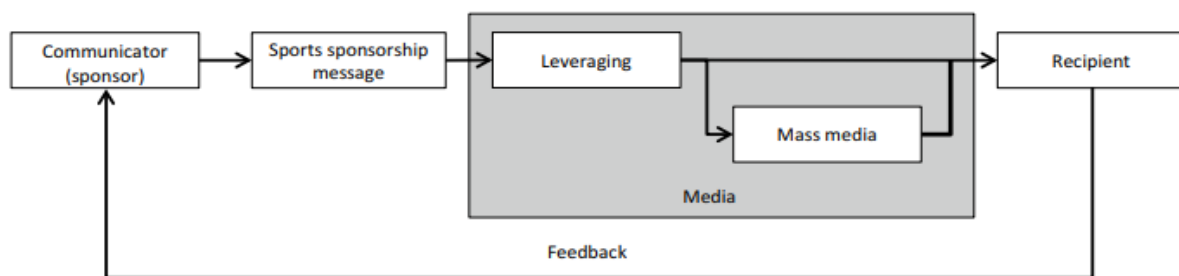 Communicator
(sponsor)
Sports sponsorship
message
Leveraging
Recipient
Mass media
Media
Feedback